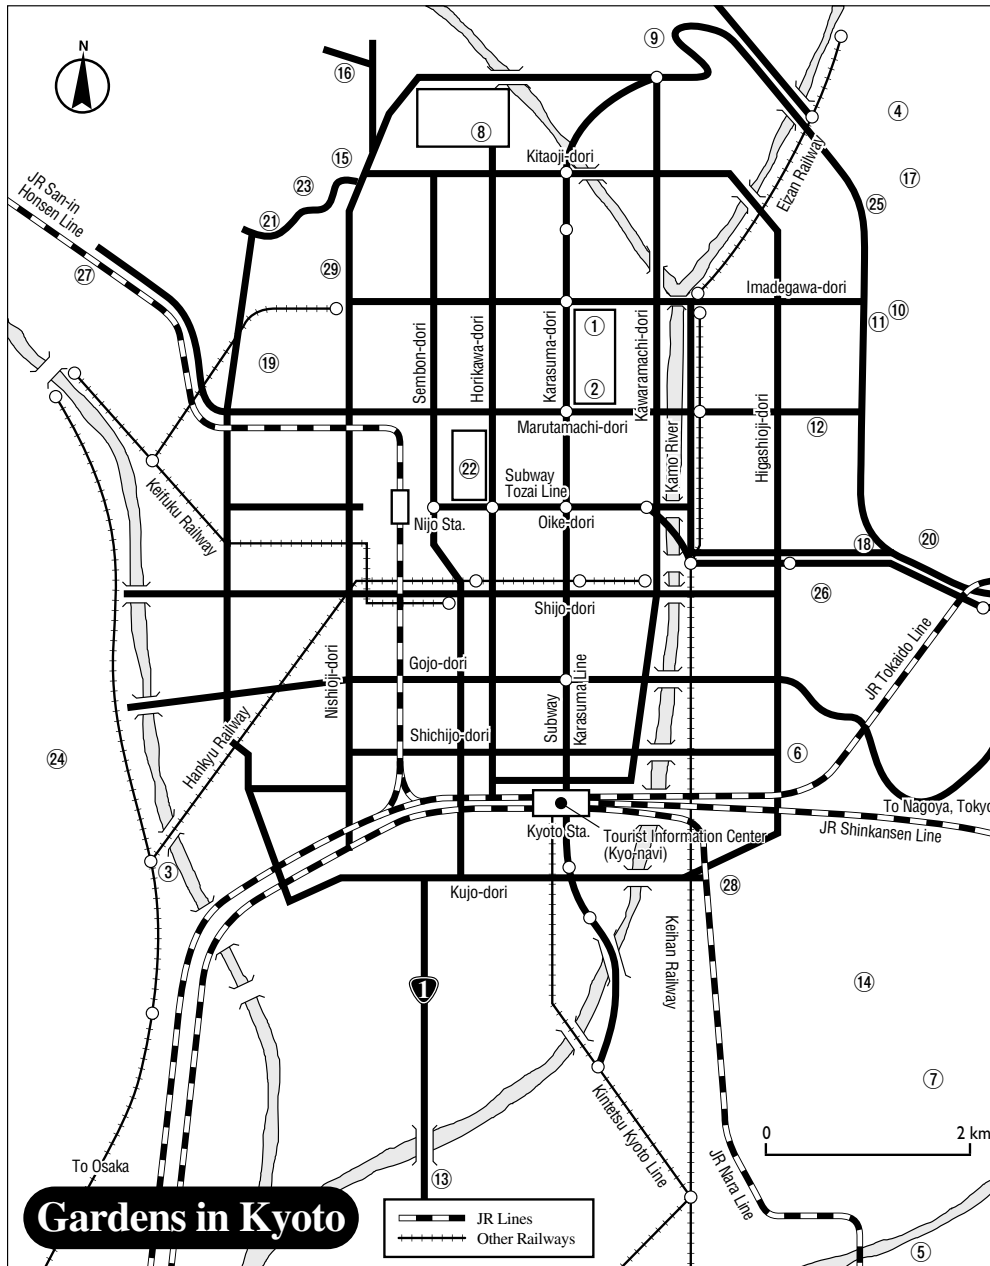 N
⑨
⑯
④
⑧
Kitaoji-dori
⑮
Eizan Railway
⑰
JR San-in
Honsen Line
㉓
㉕
㉑
㉗
㉙
Imadegawa-dori
⑩
⑪
①
Sembon-dori
Horikawa-dori
Karasuma-dori
Kawaramachi-dori
⑲
②
Higashioji-dori
Marutamachi-dori
⑫
Kamo River
㉒
Subway
Tozai Line
Keifuku Railway
Nijo Sta.
Oike-dori
⑱
⑳
㉖
Shijo-dori
JR Tokaido Line
Gojo-dori
Nishioji-dori
Subway
Karasuma Line
Hankyu Railway
Shichijo-dori
⑥
㉔
To Nagoya, Tokyo
Kyoto Sta.
Tourist Information Center
(Kyo-navi)
JR Shinkansen Line
③
Kujo-dori
㉘
Keihan Railway
1
⑭
⑦
Kintetsu Kyoto Line
0 2 km
JR Nara Line
To Osaka
⑬
Gardens in Kyoto
JR Lines
Other Railways
⑤